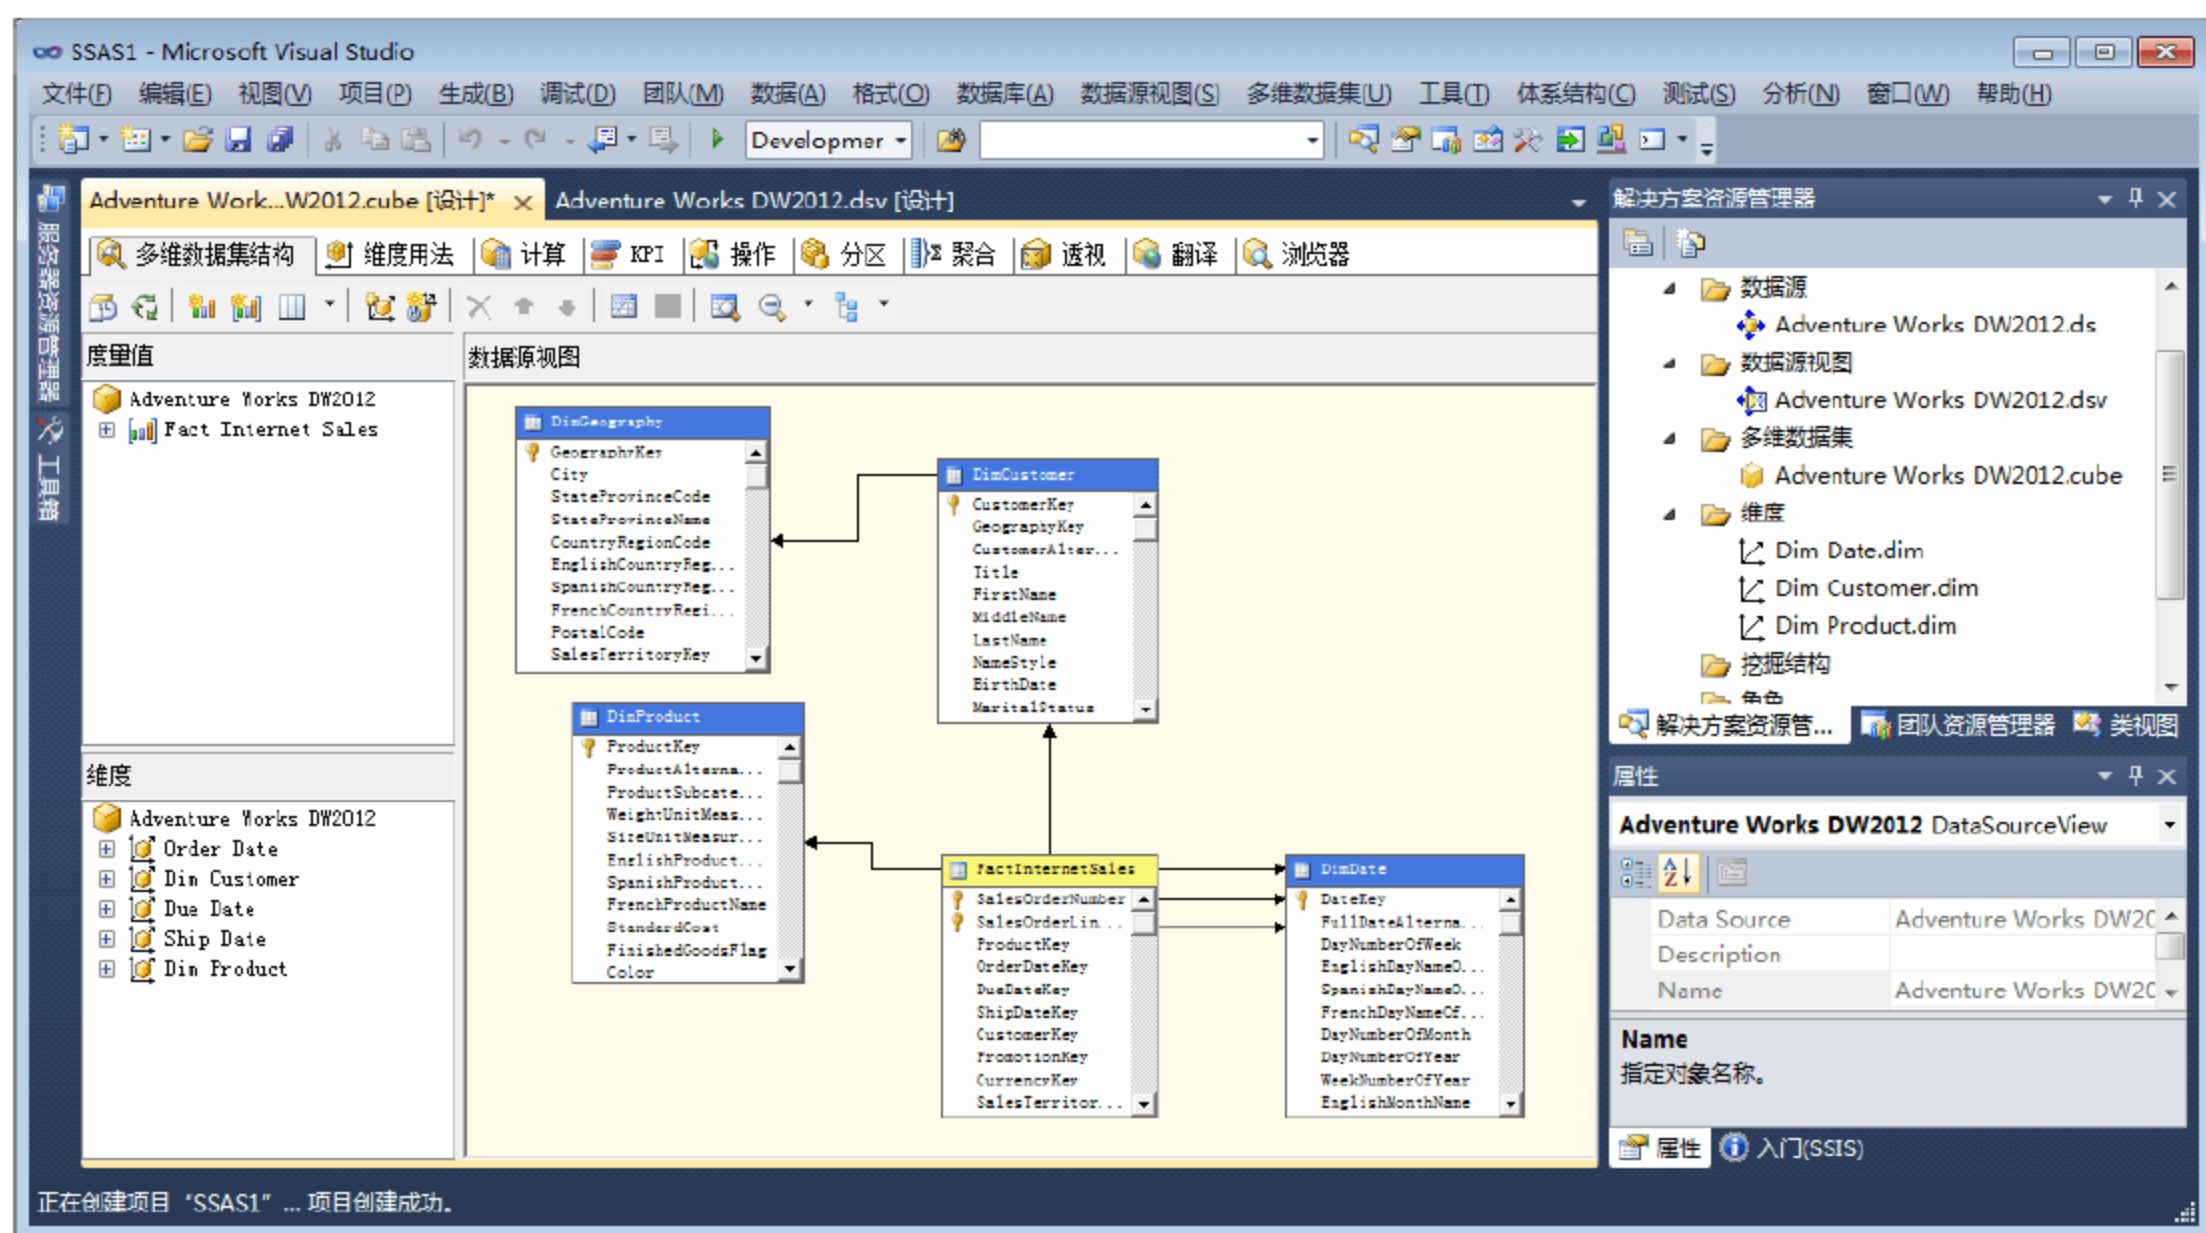 SSAS1 - Microsoft Visual Studio
文件(F) 编辑(E) 视图(V) 项目(P) 生成(B) 调试(D) 团队(M) 数据(A) 格式(O) 数据库(A) 数据源视图(S) 多维数据集(U) 工具(T) 体系结构(C) 测试(S) 分析(N) 窗口(W) 帮助(H)
Developmer
服务器资源管理器
工具箱
Adventure Work...W2012.cube [设计]* Adventure Works DW2012.dsv [设计]
多维数据集结构 维度用法 计算 KPI 操作 分区 聚合 透视 翻译 浏览器
度量值
Adventure Works DW2012
Fact Internet Sales
维度
Adventure Works DW2012
Order Date
Dim Customer
Due Date
Ship Date
Dim Product
数据源视图
DimGeography
GeographyKey
City
StateProvinceCode
StateProvinceName
CountryRegionCode
EnglishCountryReg...
SpanishCountryReg...
FrenchCountryRegi...
PostalCode
SalesTerritoryKey
DimCustomer
CustomerKey
GeographyKey
CustomerAlter...
Title
FirstName
MiddleName
LastName
NameStyle
BirthDate
MaritalStatus
DimProduct
ProductKey
ProductAlterna...
ProductSubcate...
WeightUnitMeas...
SizeUnitMeasur...
EnglishProduct...
SpanishProduct...
FrenchProductName
StandardCost
FinishedGoodsFlag
Color
FactInternetSales
SalesOrderNumber
SalesOrderLin...
ProductKey
OrderDateKey
DueDateKey
ShipDateKey
CustomerKey
PromotionKey
CurrencyKey
SalesTerritor...
DimDate
DateKey
FullDateAlterna...
DayNumberOfWeek
EnglishDayNameO...
SpanishDayNameO...
FrenchDayNameOf...
DayNumberOfMonth
DayNumberOfYear
WeekNumberOfYear
EnglishMonthName
解决方案资源管理器
数据源
Adventure Works DW2012.ds
数据源视图
Adventure Works DW2012.dsv
多维数据集
Adventure Works DW2012.cube
维度
Dim Date.dim
Dim Customer.dim
Dim Product.dim
挖掘结构
角色
解决方案资源管... 团队资源管理器 类视图
属性
Adventure Works DW2012 DataSourceView
Data Source Adventure Works DW20
Description
Name Adventure Works DW20
Name
指定对象名称。
属性 入门(SSIS)
正在创建项目 “SSAS1” ... 项目创建成功。